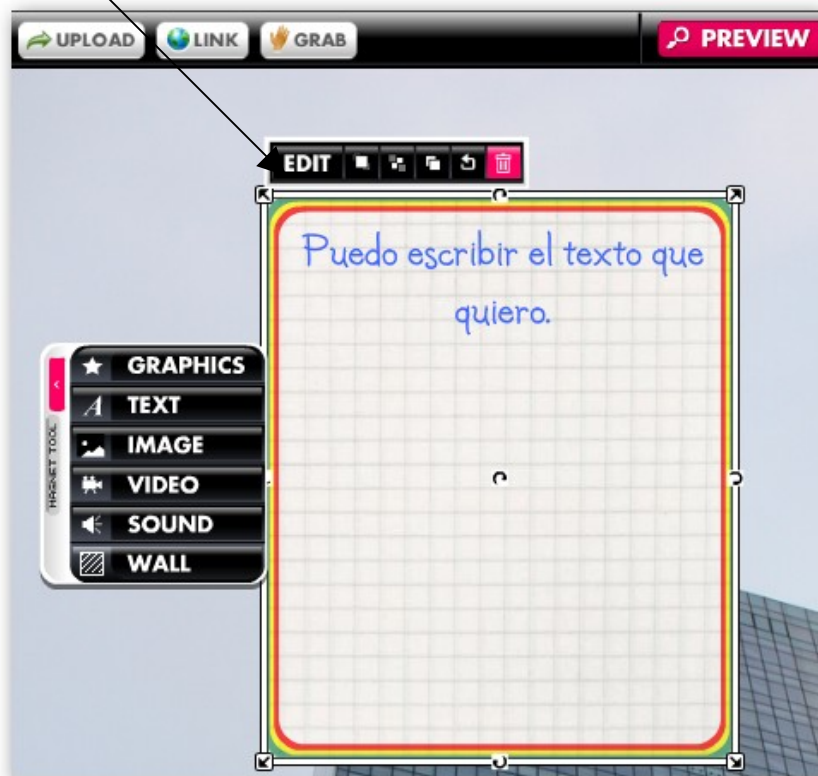 UPLOAD LINK GRAB PREVIEW
EDIT
Puedo escribir el texto que
quiero.
GRAPHICS
TEXT
IMAGE
VIDEO
SOUND
WALL
MAGNET TOOL